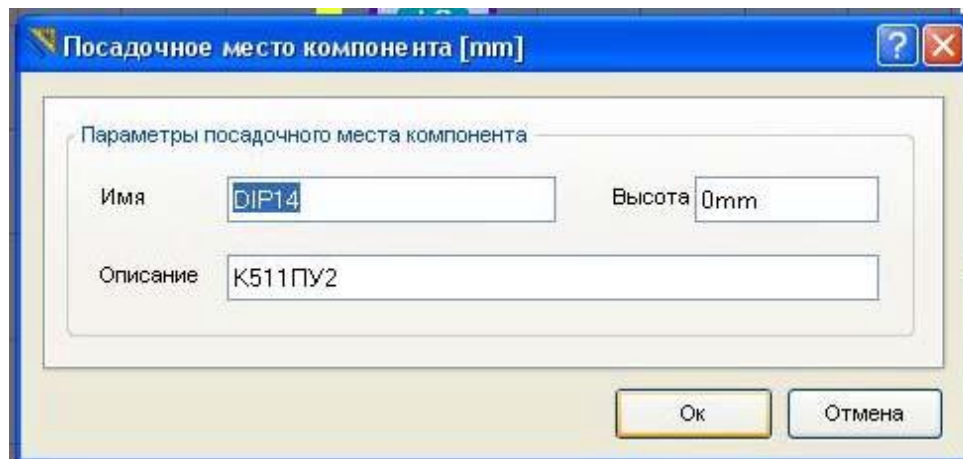 Посадочное место компонента [mm]
Параметры посадочного места компонента
Имя DIP14 Высота 0mm
Описание К511ПУ2
Ок Отмена